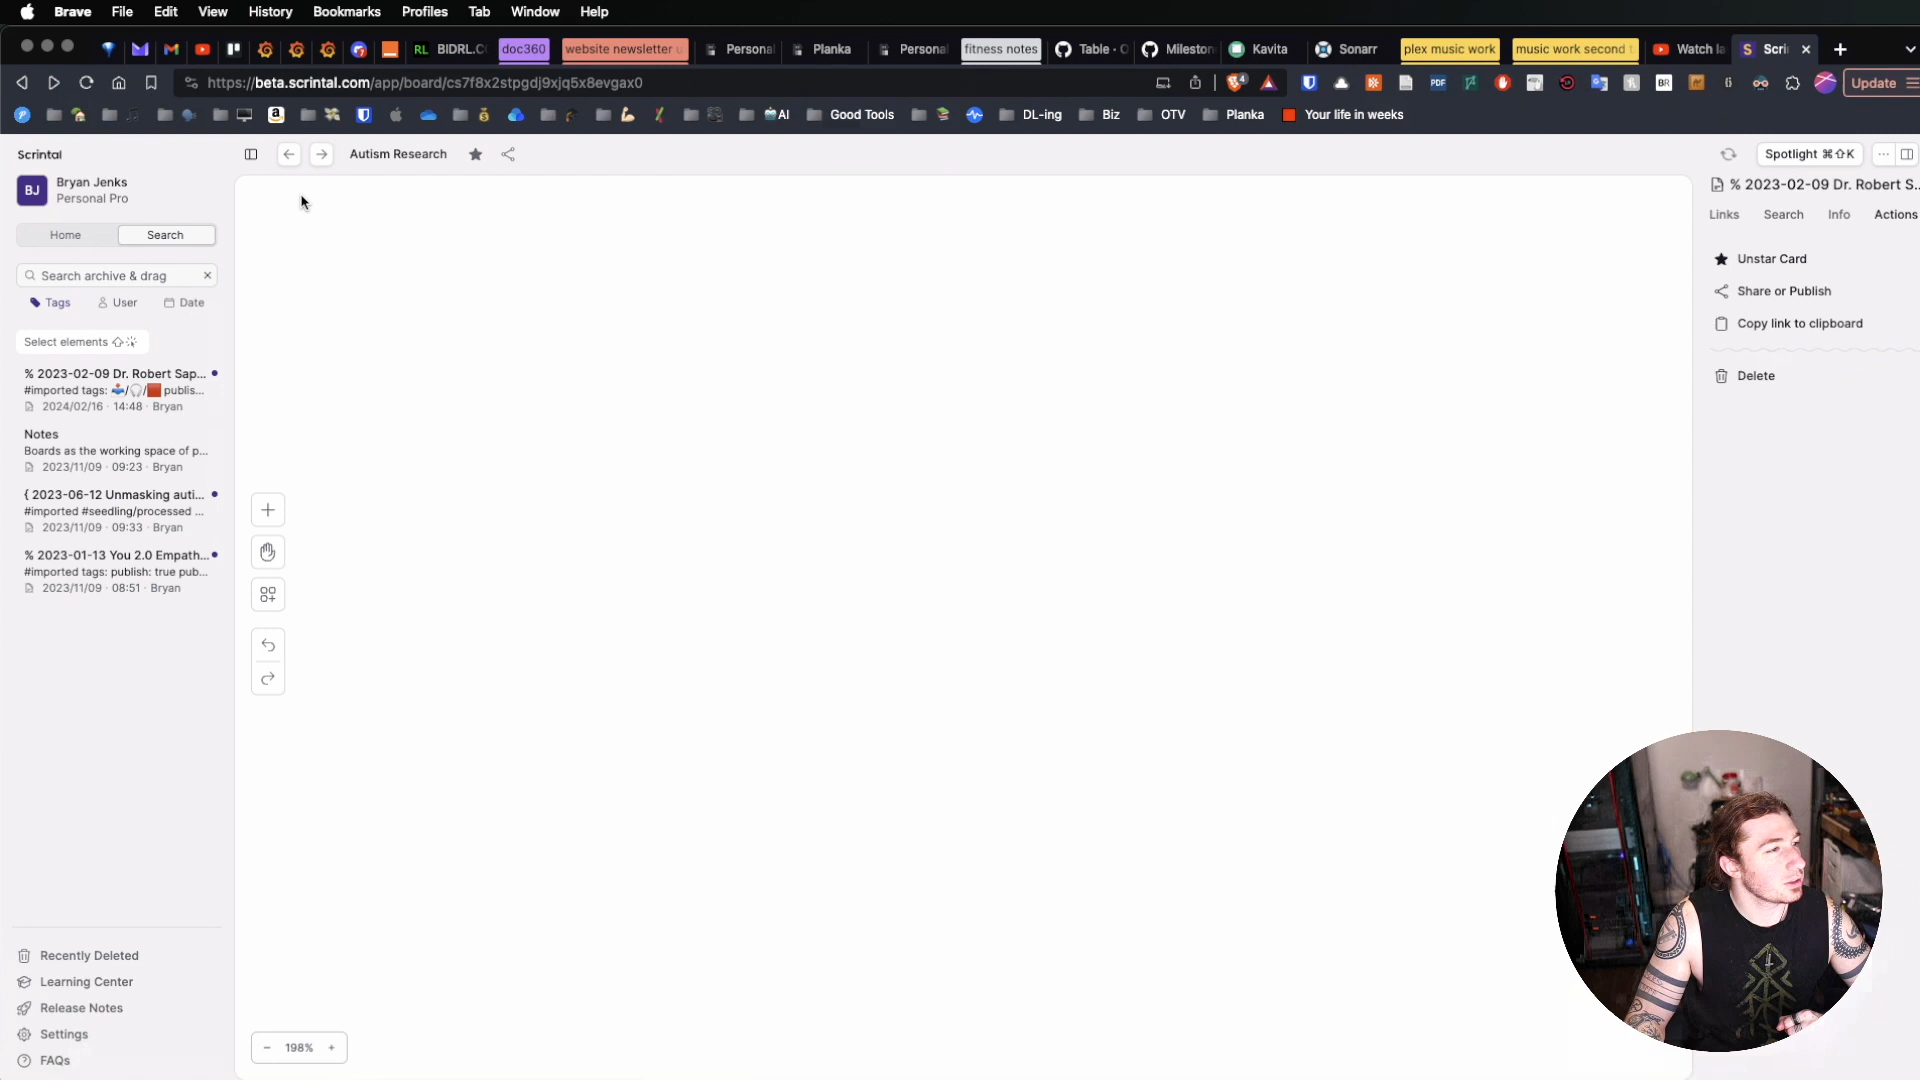 Brave File Edit View History Bookmarks Profiles Tab Window Help
RL BIDRL.C doc360 website newsletter u Personal Planka Personal fitness notes Table · O Mileston Kavita Sonarr plex music work music work second t Watch la S Scri
https://beta.scrintal.com/app/board/cs7f8x2stpgdj9xjq5x8evgax0 4 PDF BR Update
a AI Good Tools DL-ing Biz OTV Planka Your life in weeks
Scrintal Autism Research Spotlight ⌘⇧K ...
BJ Bryan Jenks
Personal Pro
% 2023-02-09 Dr. Robert S...
Links Search Info Actions
Home Search
Search archive & drag
Tags User Date
Unstar Card
Share or Publish
Copy link to clipboard
Delete
Select elements
% 2023-02-09 Dr. Robert Sap...
#imported tags: 📥/🎧/🟥 publis...
2024/02/16 · 14:48 · Bryan
Notes
Boards as the working space of p...
2023/11/09 · 09:23 · Bryan
{ 2023-06-12 Unmasking auti...
#imported #seedling/processed ...
2023/11/09 · 09:33 · Bryan
% 2023-01-13 You 2.0 Empath...
#imported tags: publish: true pub...
2023/11/09 · 08:51 · Bryan
Recently Deleted
Learning Center
Release Notes
Settings
FAQs
− 198% +